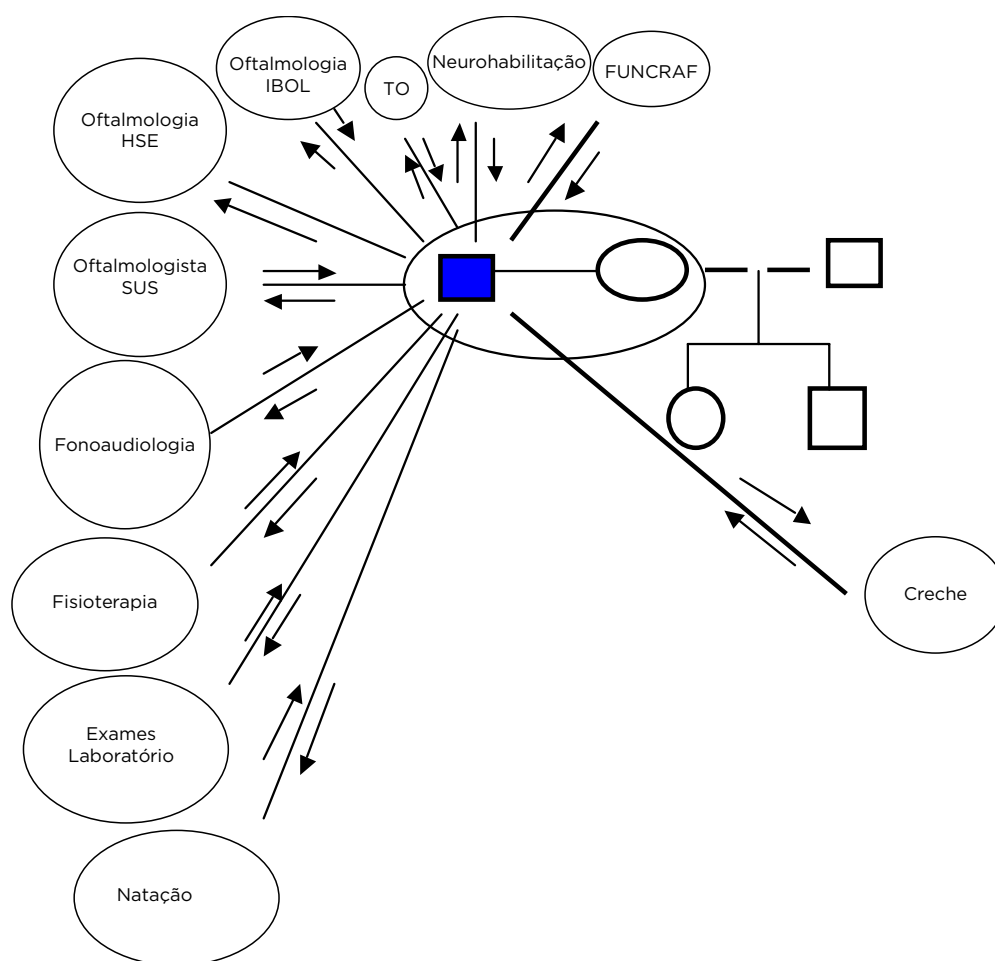 Oftalmologia
IBOL
TO
Neurohabilitação
FUNCRAF
Oftalmologia
HSE
Oftalmologista
SUS
Fonoaudiologia
Fisioterapia
Creche
Exames
Laboratório
Natação